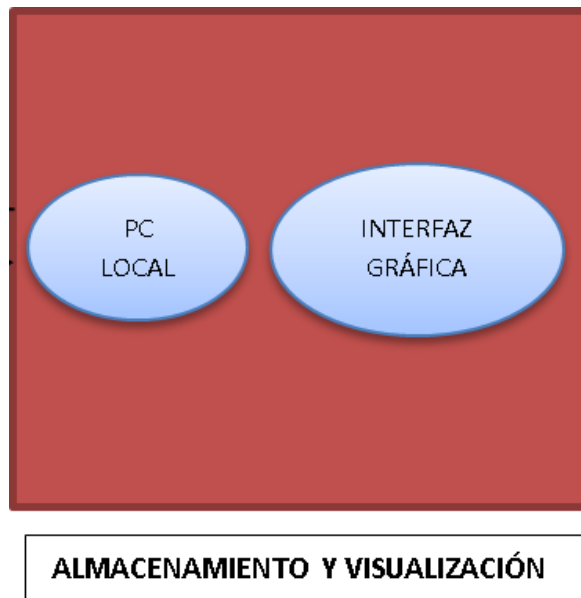 PC
LOCAL
INTERFAZ
GRÁFICA
ALMACENAMIENTO Y VISUALIZACIÓN